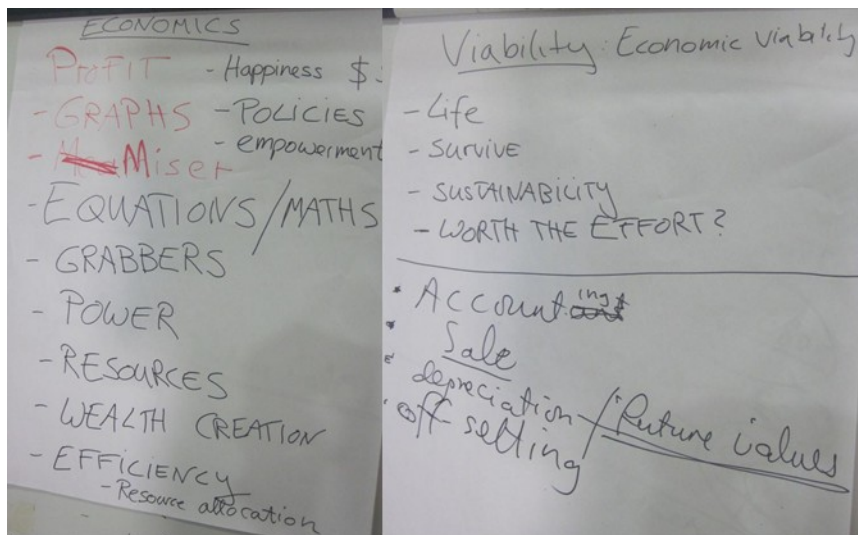 ECONOMICS
PROFIT - Happiness $
- GRAPHS - POLICIES
- Miser - empowerment
- EQUATIONS/MATHS
- GRABBERS
- POWER
- RESOURCES
- WEALTH CREATION
- EFFICIENCY
- Resource allocation
Viability: Economic Viability
- Life
- SURVIVE
- SUSTAINABILITY
- WORTH THE EFFORT?
• Accounting
• Sale
depreciation / Future values
• off setting